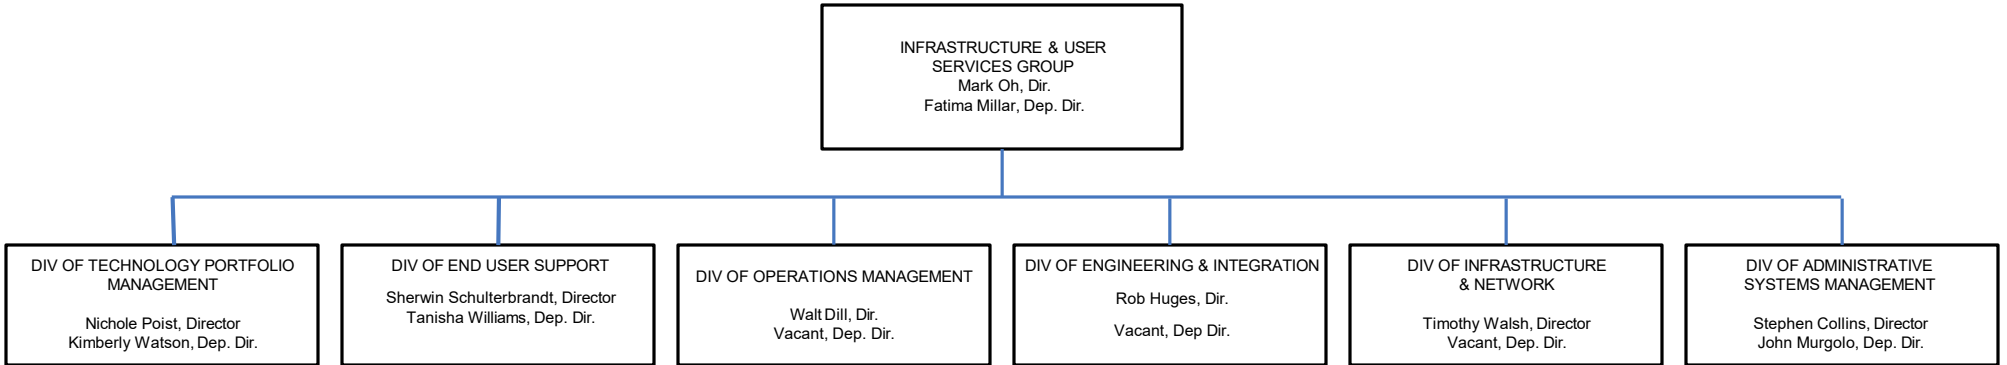 INFRASTRUCTURE & USER
SERVICES GROUP
Mark Oh, Dir.
Fatima Millar, Dep. Dir.
DIV OF TECHNOLOGY PORTFOLIO
MANAGEMENT
Nichole Poist, Director
Kimberly Watson, Dep. Dir.
DIV OF END USER SUPPORT
Sherwin Schulterbrandt, Director
Tanisha Williams, Dep. Dir.
DIV OF OPERATIONS MANAGEMENT
Walt Dill, Dir.
Vacant, Dep. Dir.
DIV OF ENGINEERING & INTEGRATION
Rob Huges, Dir.
Vacant, Dep Dir.
DIV OF INFRASTRUCTURE
& NETWORK
Timothy Walsh, Director
Vacant, Dep. Dir.
DIV OF ADMINISTRATIVE
SYSTEMS MANAGEMENT
Stephen Collins, Director
John Murgolo, Dep. Dir.